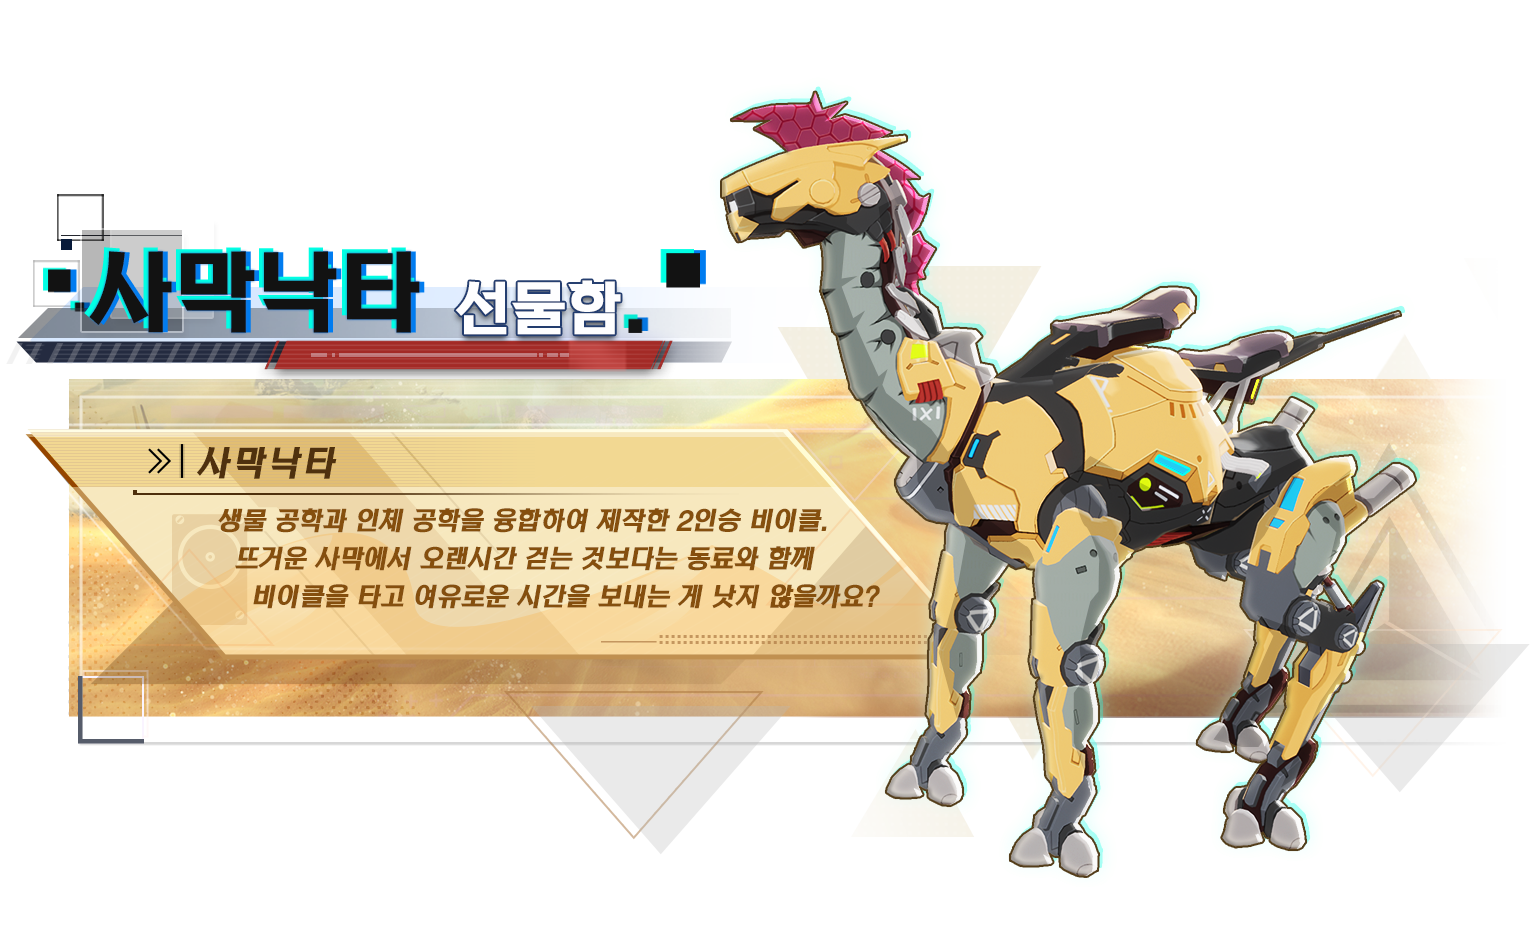 사막낙타 선물함
사막낙타
생물 공학과 인체 공학을 융합하여 제작한 2인승 비이클.
뜨거운 사막에서 오랜시간 걷는 것보다는 동료와 함께
비이클을 타고 여유로운 시간을 보내는 게 낫지 않을까요?
IXI